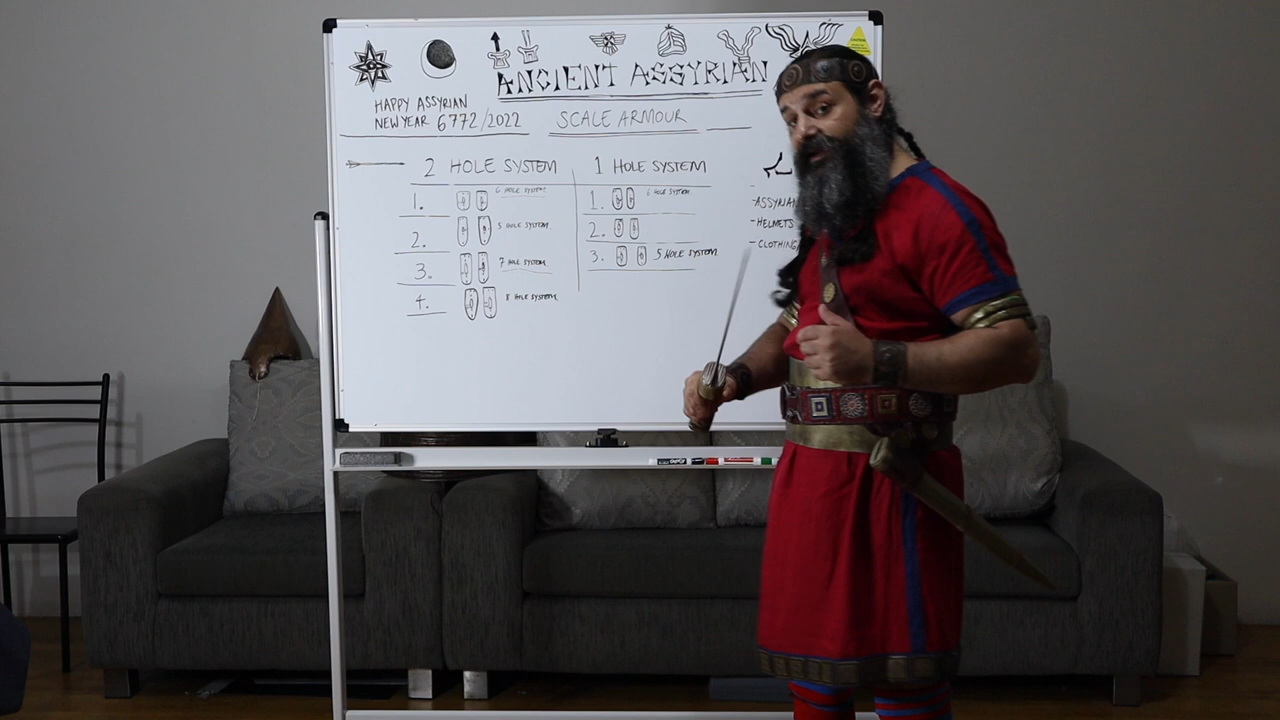 ANCIENT ASSYRIAN
HAPPY ASSYRIAN
NEW YEAR 6772/2022
SCALE ARMOUR
2 HOLE SYSTEM
1. 6 HOLE SYSTEM
2. 5 HOLE SYSTEM
3. 7 HOLE SYSTEM
4. 8 HOLE SYSTEM
1 HOLE SYSTEM
1. 6 HOLE SYSTEM
2.
3. 5 HOLE SYSTEM
-ASSYRIAN
-HELMETS
-CLOTHING
CAUTION